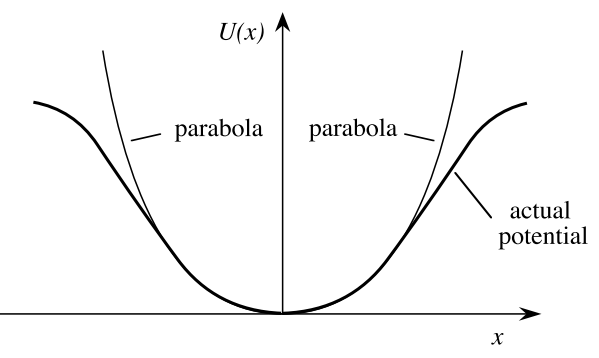 U(x)
parabola
parabola
actual
potential
x